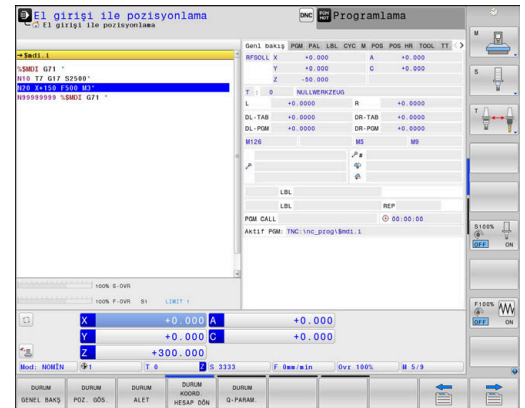 El girişi ile pozisyonlama
El girişi ile pozisyonlama
DNC
Programlama
→$mdi.i
%$MDI G71 *
N10 T7 G17 S2500*
N20 X+150 F500 M3*
N99999999 %$MDI G71 *
Genl bakış PGM PAL LBL CYC M POS POS HR TOOL TT
RFSOLL X +0.000 A +0.000
Y +0.000 C +0.000
Z -50.000
T : 0 NULLWERKZEUG
L +0.0000 R +0.0000
DL-TAB +0.0000 DR-TAB +0.0000
DL-PGM +0.0000 DR-PGM +0.0000
M126 M5 M9
LBL
LBL REP
PGM CALL 00:00:00
Aktif PGM: TNC:\nc_prog\$mdi.i
100% S-OVR
100% F-OVR S1 LIMIT 1
X +0.000 A +0.000
Y +0.000 C +0.000
Z +300.000
Mod: NOMİN 1 T 0 Z S 3333 F 0mm/min Ovr 100% M 5/9
M
S
T
S100%
OFF ON
F100%
OFF ON
DURUM GENEL BAKŞ
DURUM POZ. GÖS.
DURUM ALET
DURUM KOORD. HESAP DÖN
DURUM Q-PARAM.